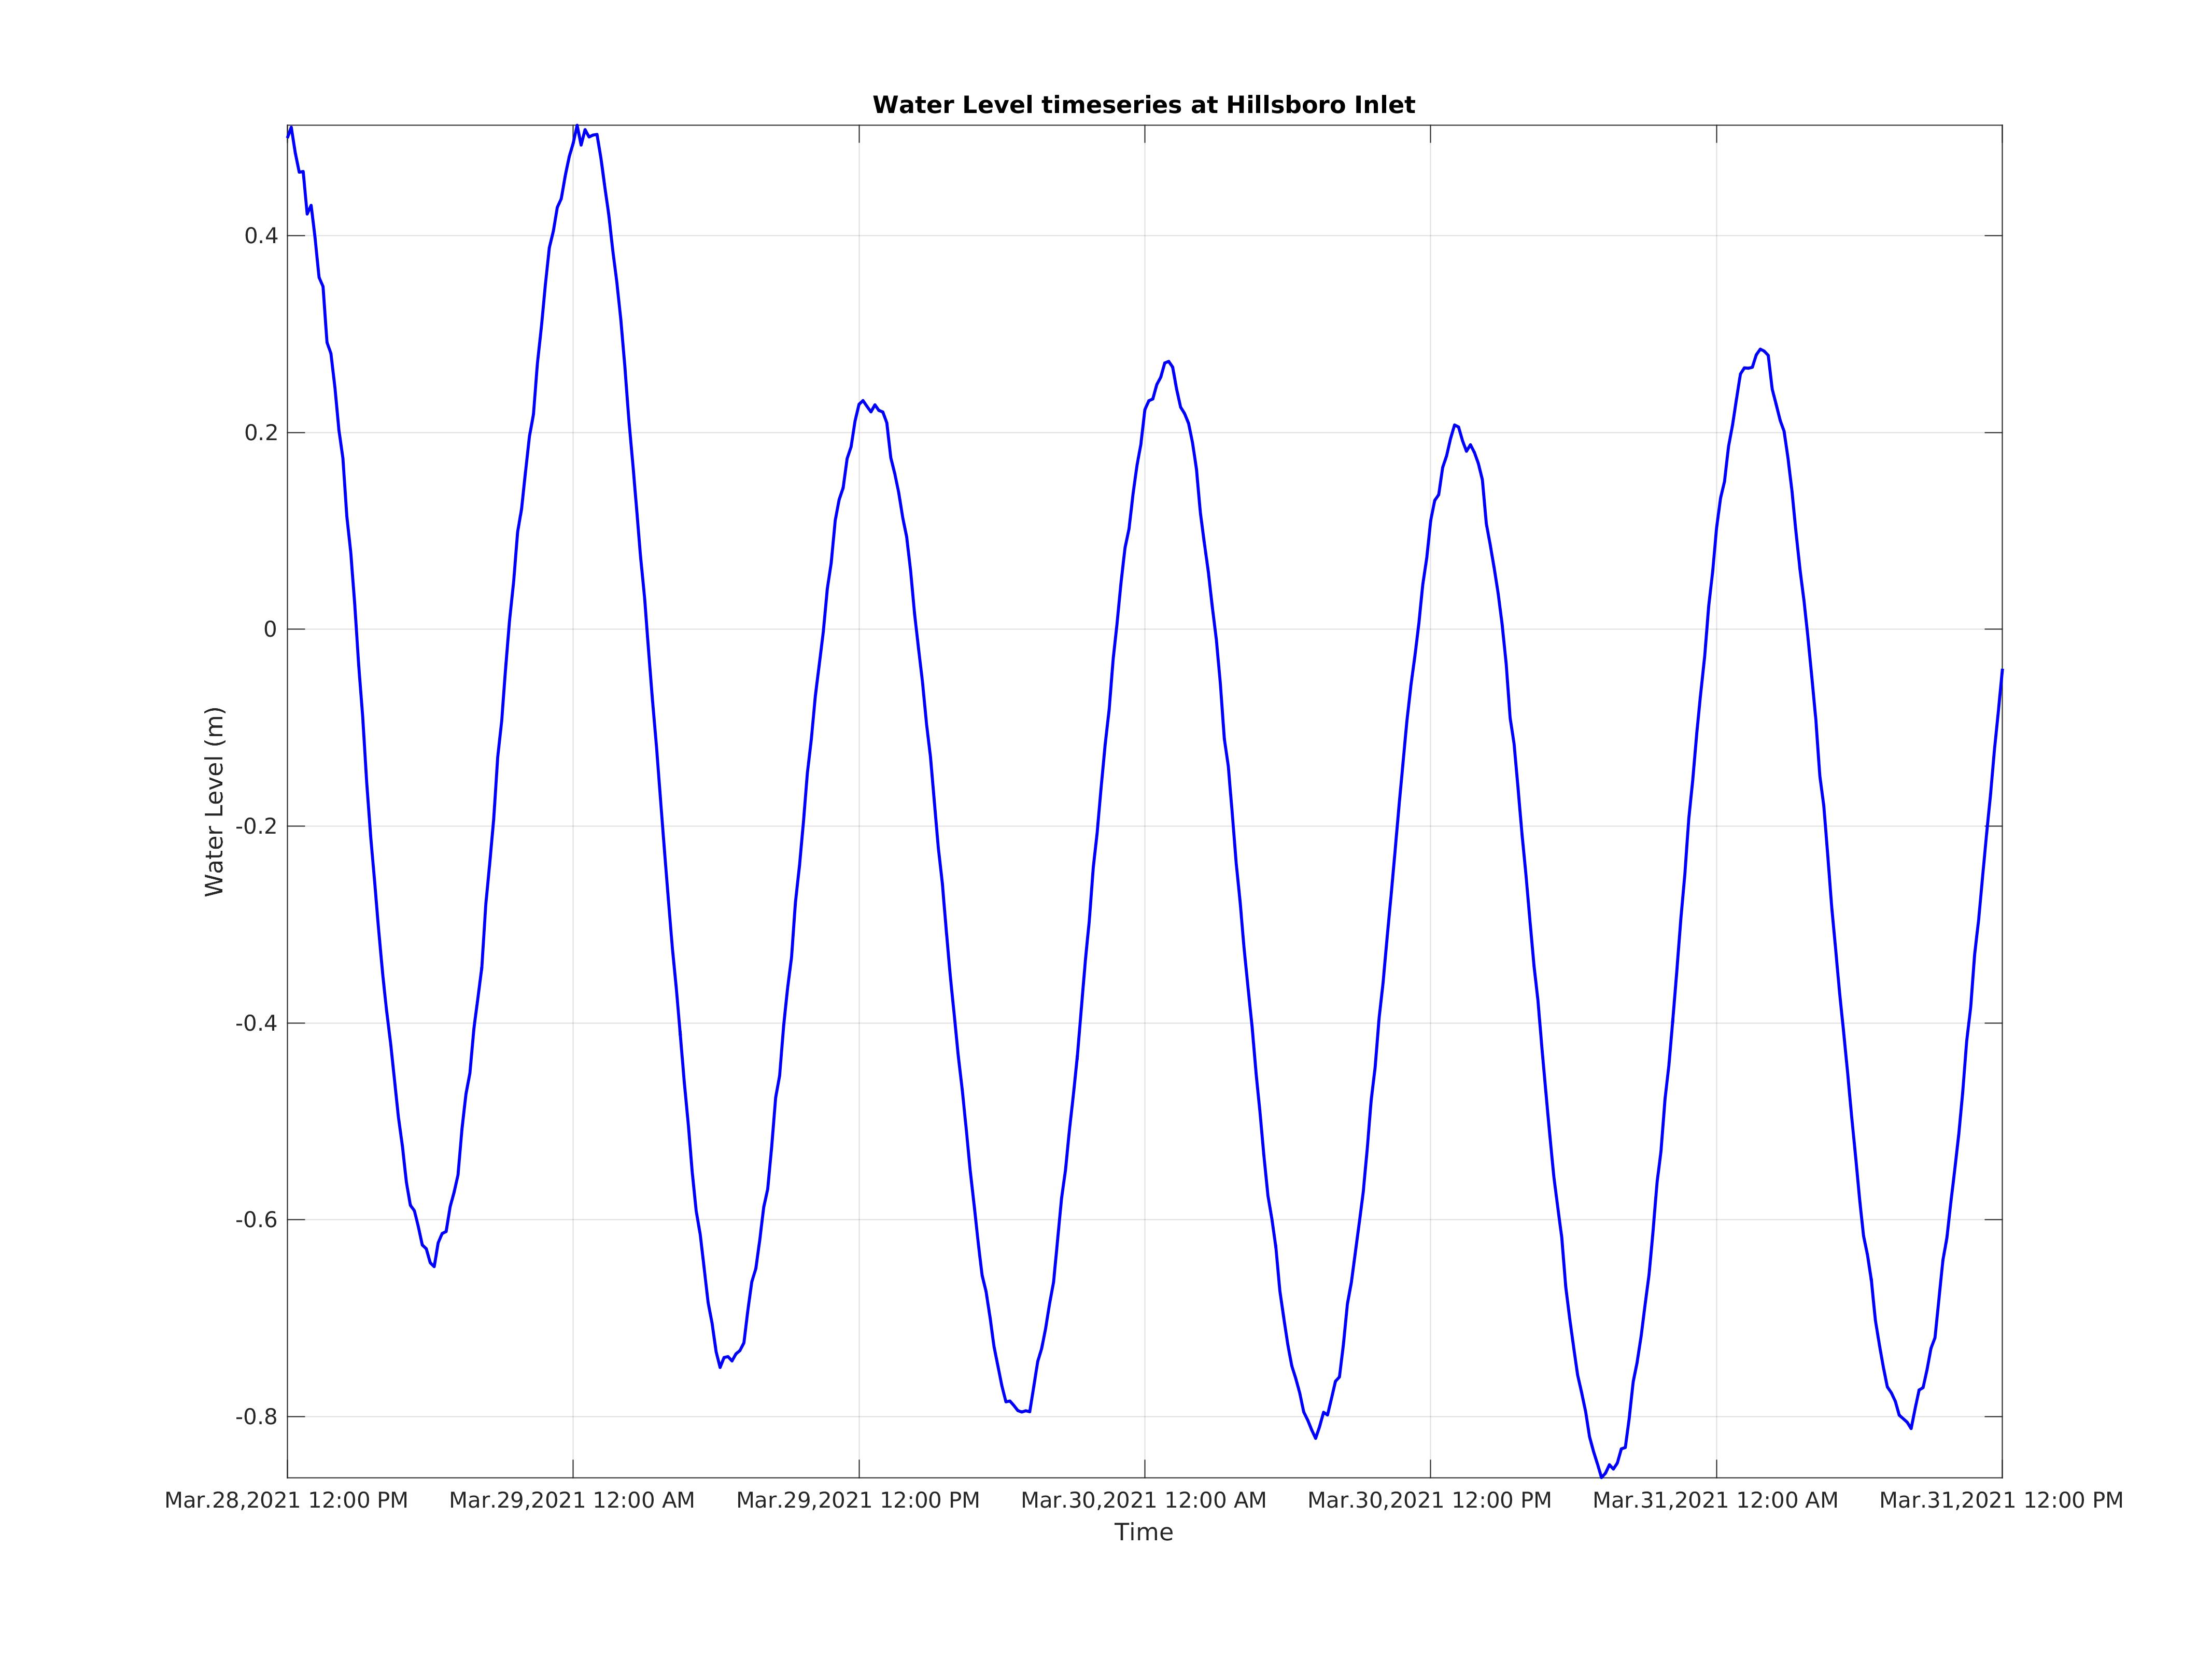 Water Level timeseries at Hillsboro Inlet
0.4
0.2
0
-0.2
-0.4
-0.6
-0.8
Water Level (m)
Mar.28,2021 12:00 PM
Mar.29,2021 12:00 AM
Mar.29,2021 12:00 PM
Mar.30,2021 12:00 AM
Mar.30,2021 12:00 PM
Mar.31,2021 12:00 AM
Mar.31,2021 12:00 PM
Time